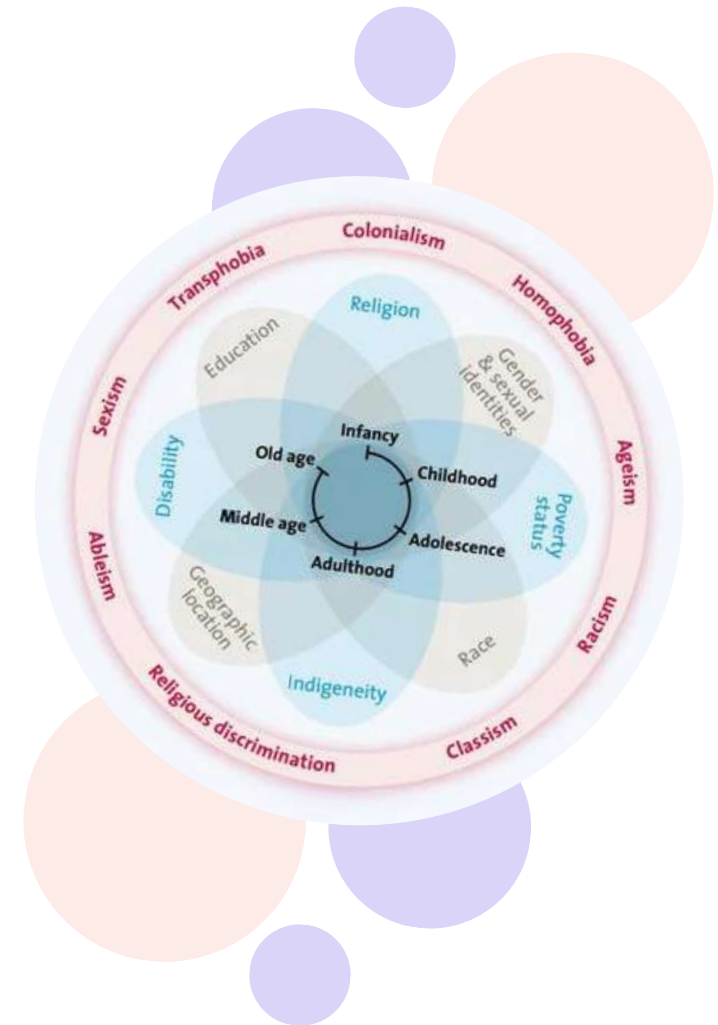 Colonialism
Homophobia
Ageism
Racism
Classism
Religious discrimination
Ableism
Sexism
Transphobia
Religion
Gender
& sexual
identities
Poverty
status
Race
Indigeneity
Geographic
location
Disability
Education
Infancy
Childhood
Adolescence
Adulthood
Middle age
Old age